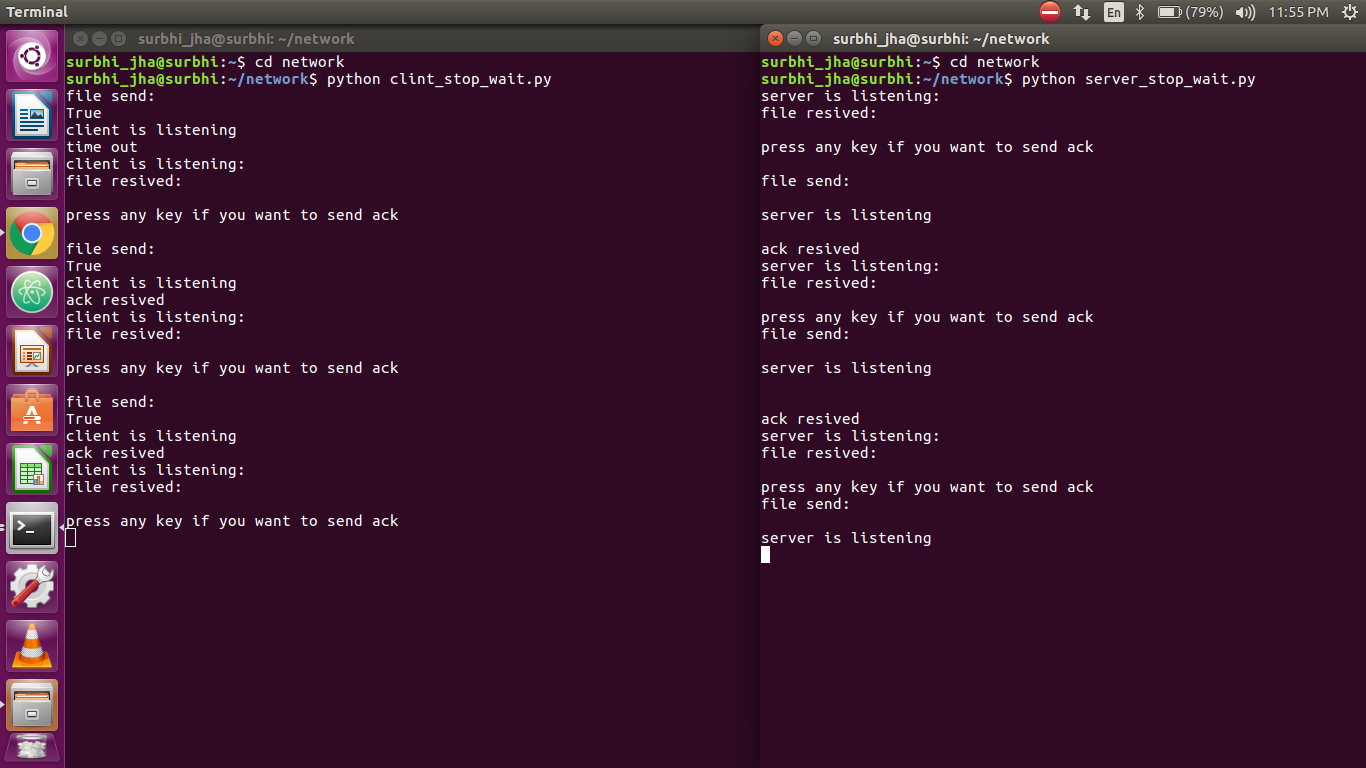 Terminal
En
(79%)
11:55 PM
surbhi_jha@surbhi: ~/network
surbhi_jha@surbhi:~$ cd network
surbhi_jha@surbhi:~/network$ python clint_stop_wait.py
file send:
True
client is listening
time out
client is listening:
file resived:
press any key if you want to send ack
file send:
True
client is listening
ack resived
client is listening:
file resived:
press any key if you want to send ack
file send:
True
client is listening
ack resived
client is listening:
file resived:
press any key if you want to send ack
surbhi_jha@surbhi: ~/network
surbhi_jha@surbhi:~$ cd network
surbhi_jha@surbhi:~/network$ python server_stop_wait.py
server is listening:
file resived:
press any key if you want to send ack
file send:
server is listening
ack resived
server is listening:
file resived:
press any key if you want to send ack
file send:
server is listening
ack resived
server is listening:
file resived:
press any key if you want to send ack
file send:
server is listening